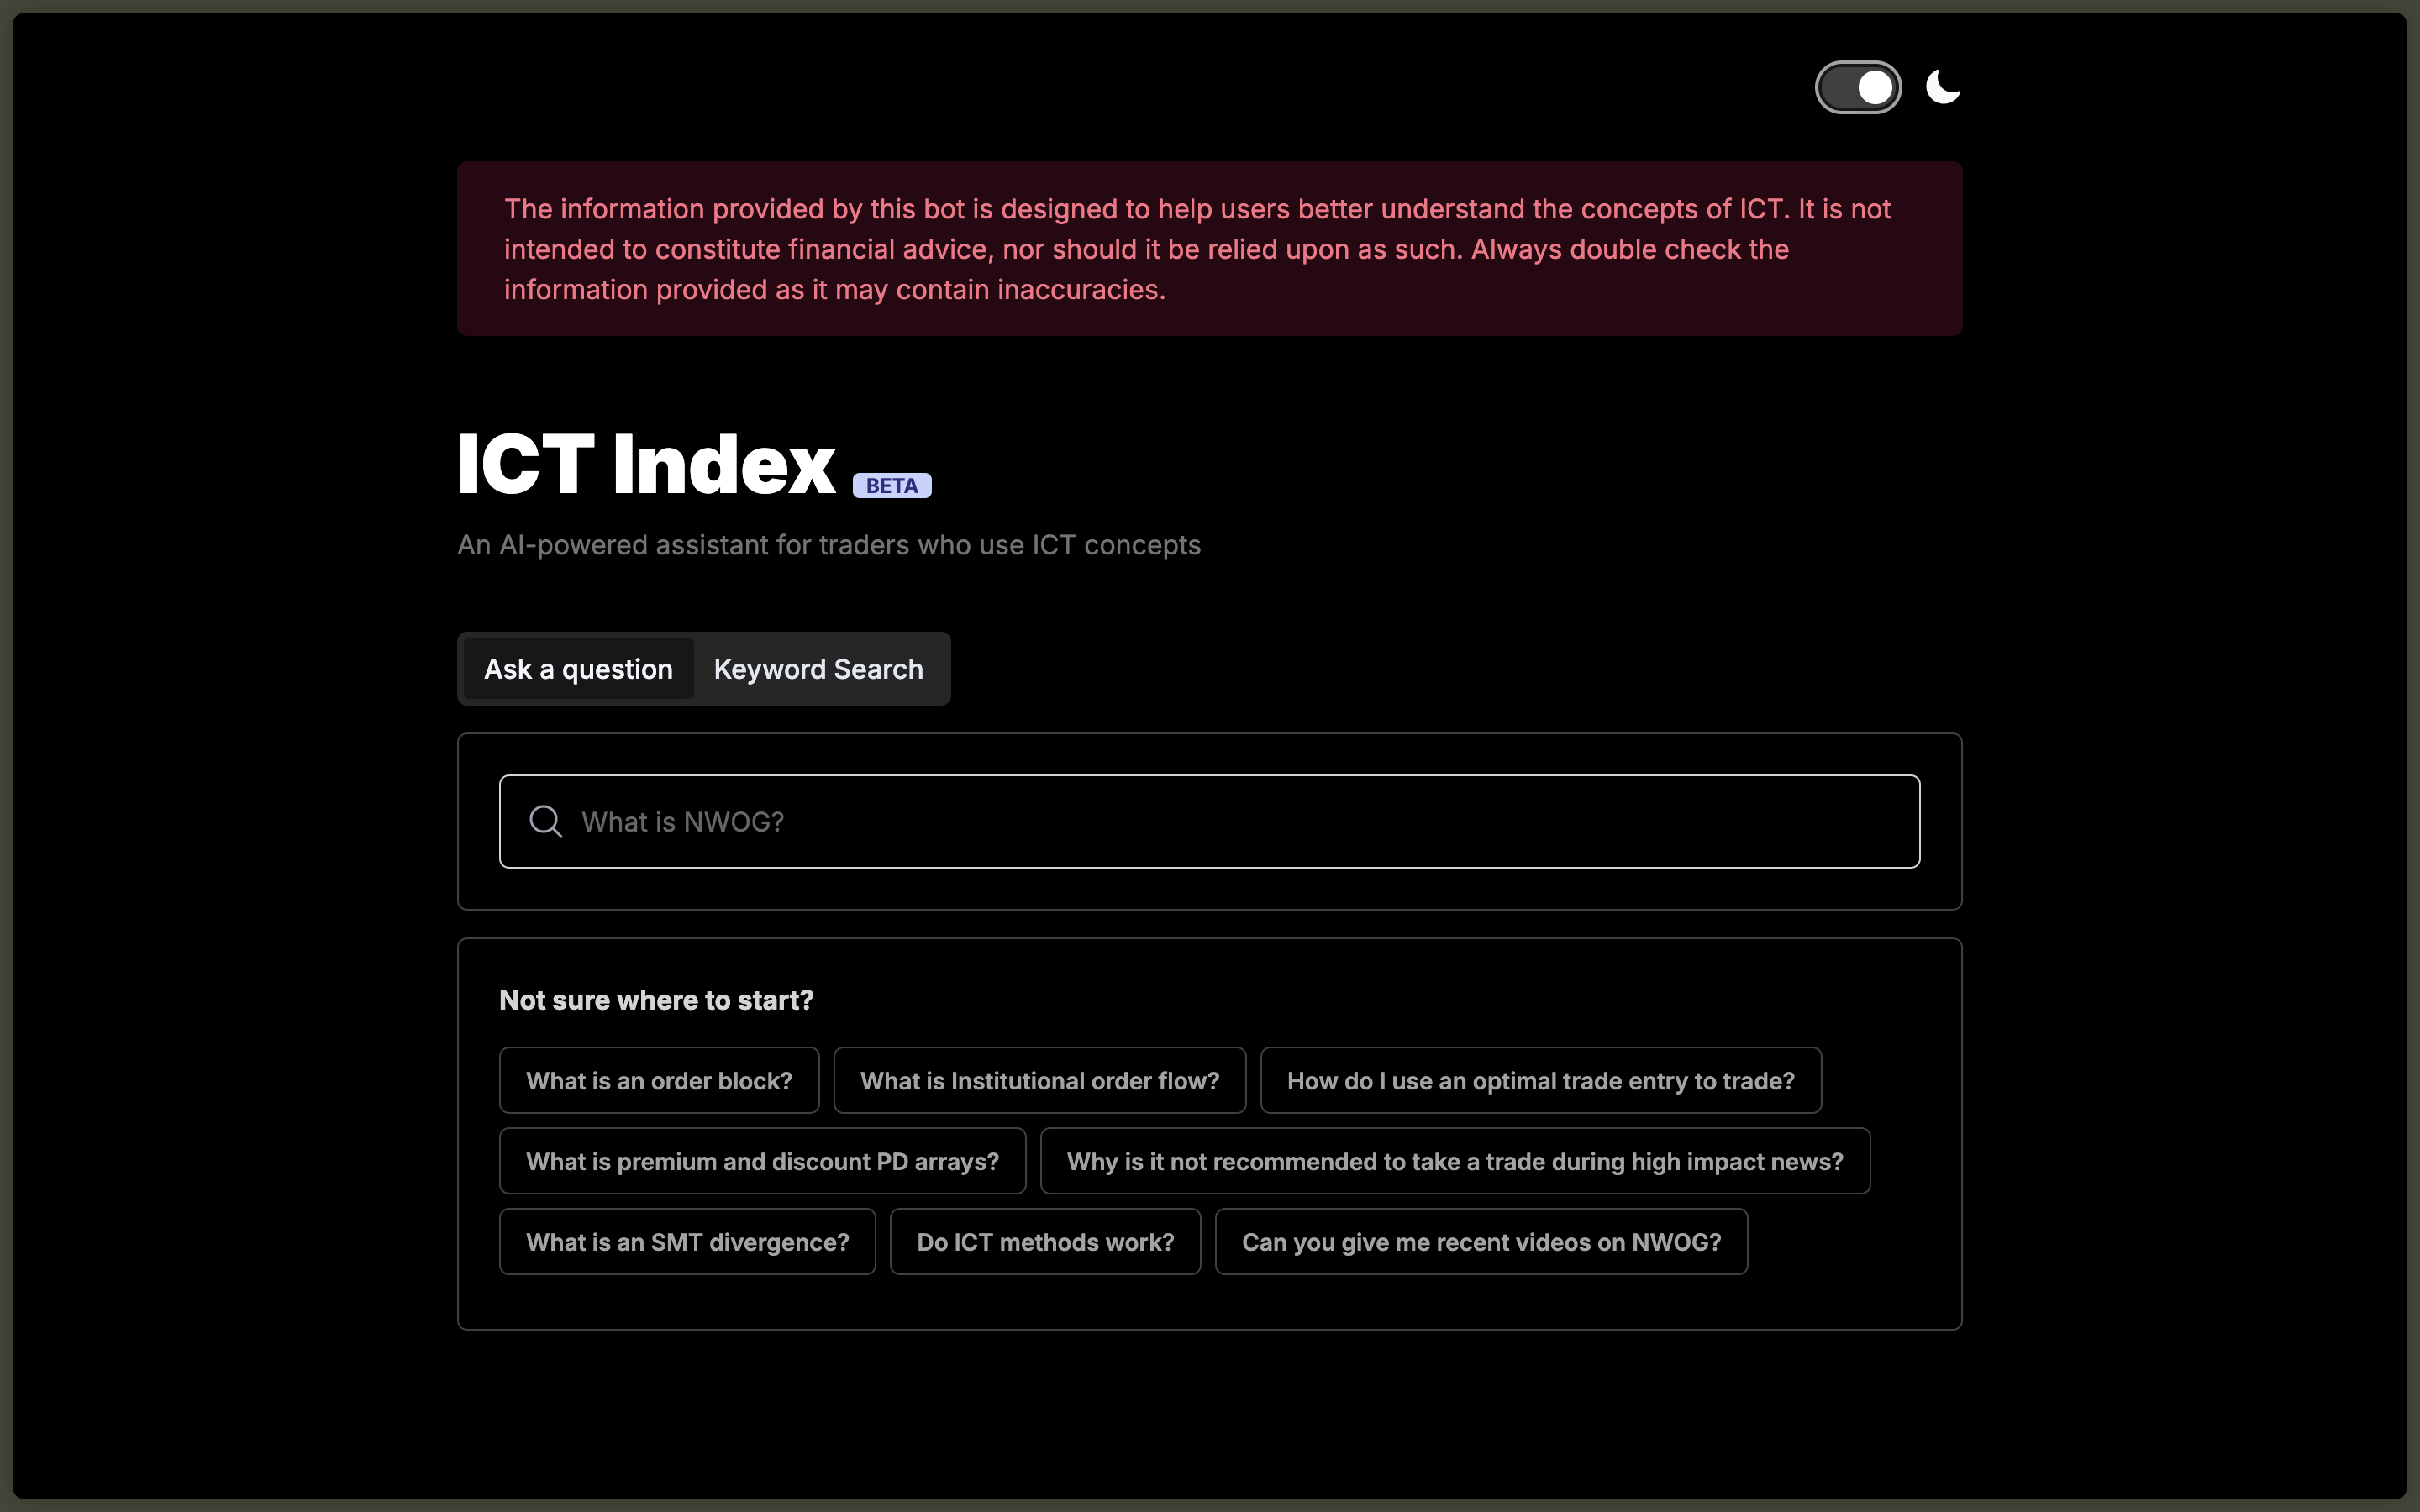 The information provided by this bot is designed to help users better understand the concepts of ICT. It is not
intended to constitute financial advice, nor should it be relied upon as such. Always double check the
information provided as it may contain inaccuracies.
ICT Index BETA
An AI-powered assistant for traders who use ICT concepts
Ask a question Keyword Search
What is NWOG?
Not sure where to start?
What is an order block? What is Institutional order flow? How do I use an optimal trade entry to trade?
What is premium and discount PD arrays? Why is it not recommended to take a trade during high impact news?
What is an SMT divergence? Do ICT methods work? Can you give me recent videos on NWOG?